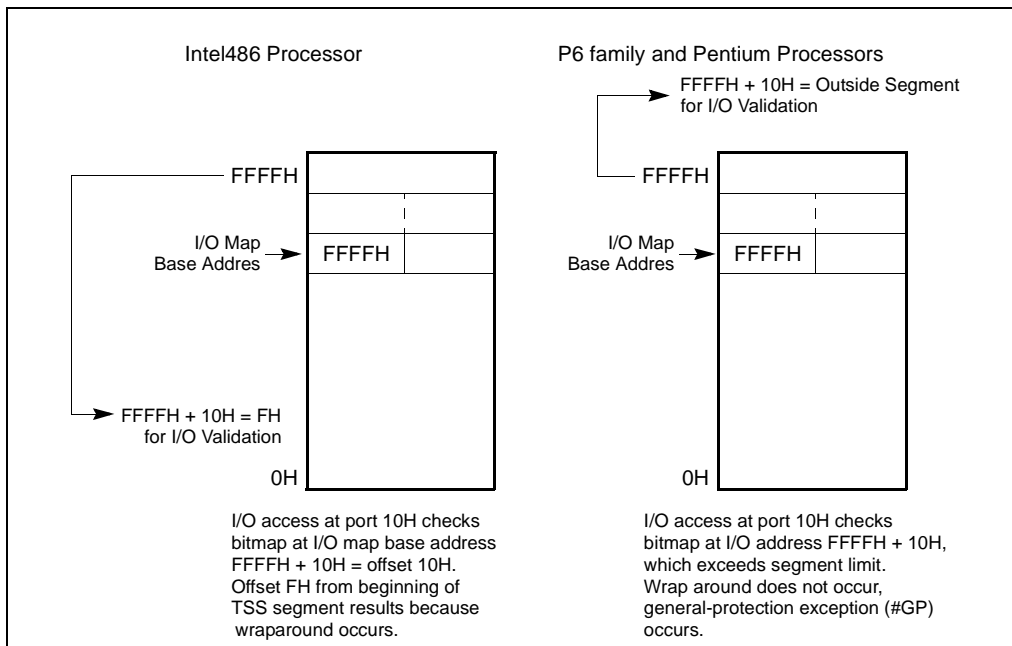 Intel486 Processor
FFFFH
I/O Map
Base Addres
FFFFH
FFFFH + 10H = FH
for I/O Validation
0H
I/O access at port 10H checks
bitmap at I/O map base address
FFFFH + 10H = offset 10H.
Offset FH from beginning of
TSS segment results because
wraparound occurs.
P6 family and Pentium Processors
FFFFH + 10H = Outside Segment
for I/O Validation
FFFFH
I/O Map
Base Addres
FFFFH
0H
I/O access at port 10H checks
bitmap at I/O address FFFFH + 10H,
which exceeds segment limit.
Wrap around does not occur,
general-protection exception (#GP)
occurs.